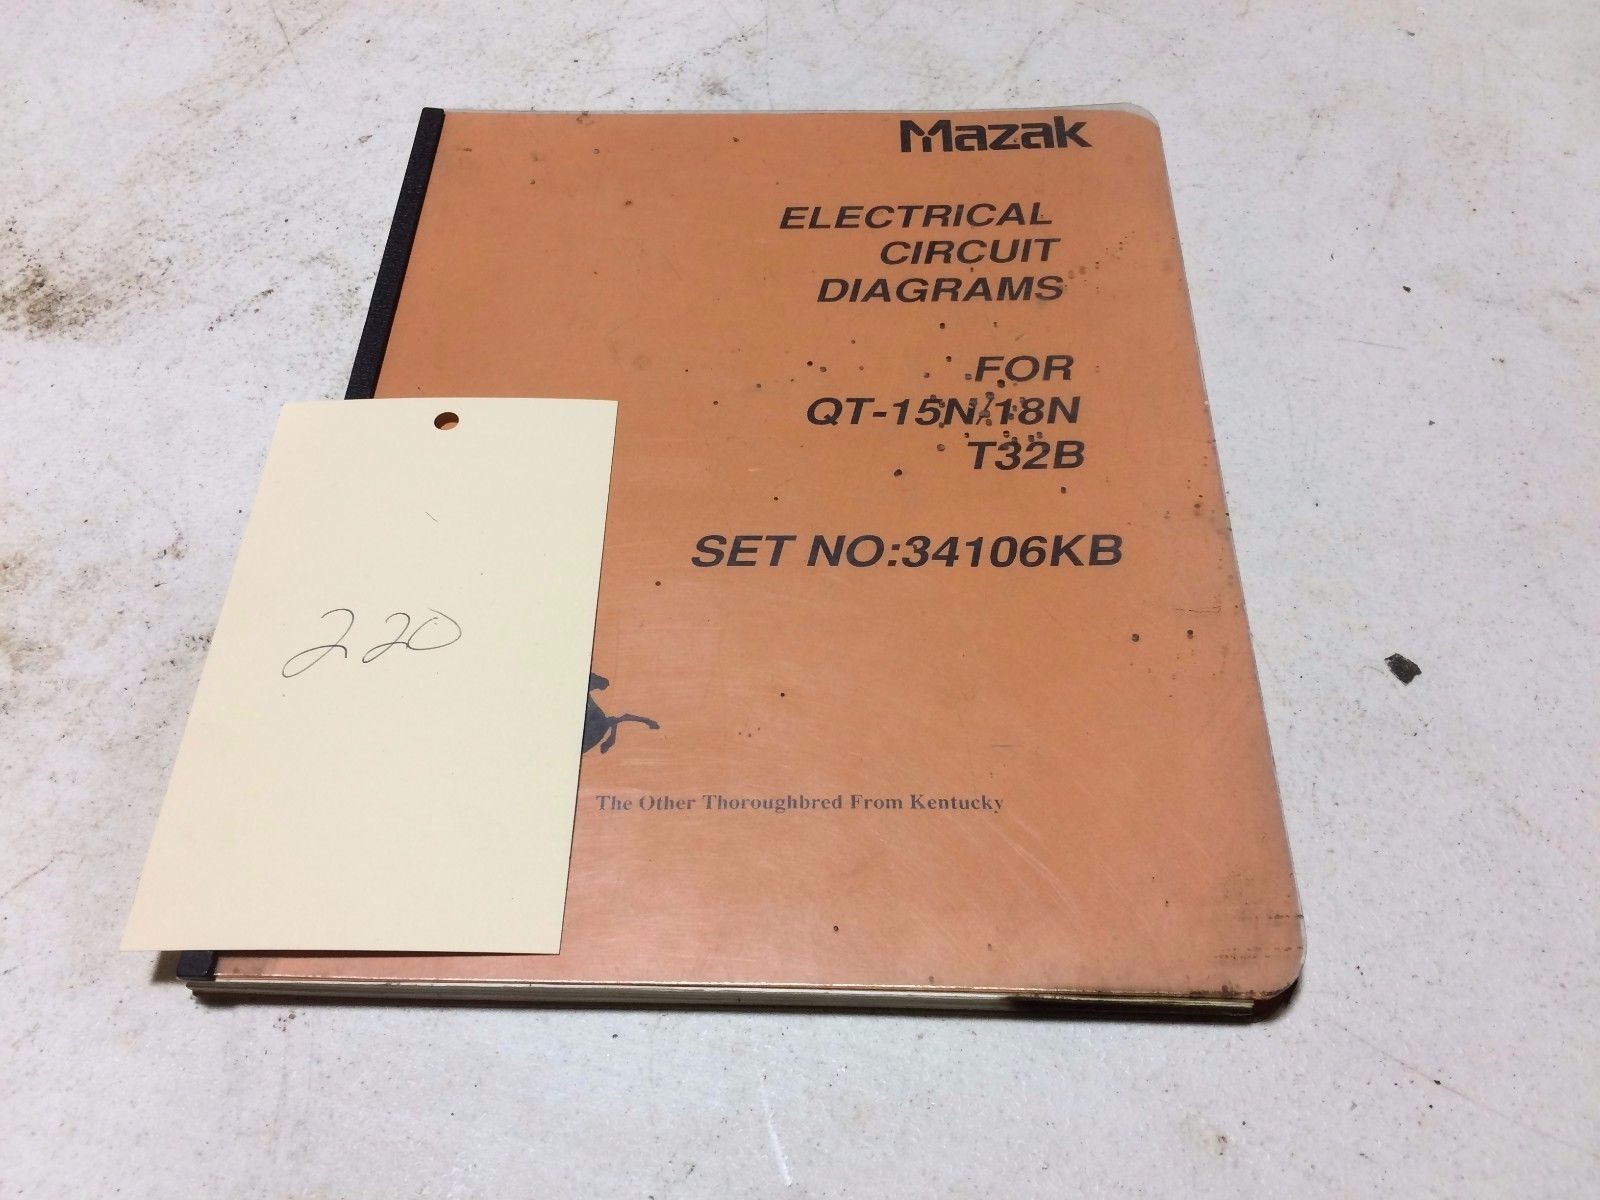 Mazak
ELECTRICAL
CIRCUIT
DIAGRAMS
FOR
QT-15N/18N
T32B
SET NO:34106KB
220
The Other Thoroughbred From Kentucky